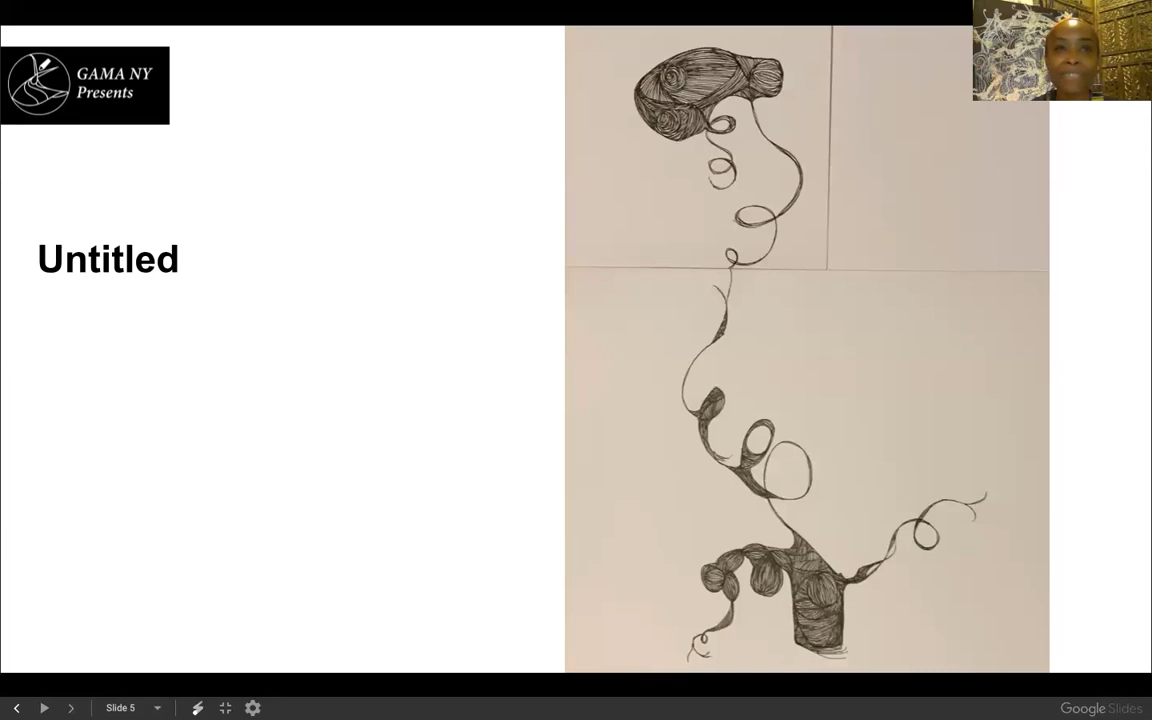 GAMA NY
Presents
Untitled
Slide 5
Google Slides